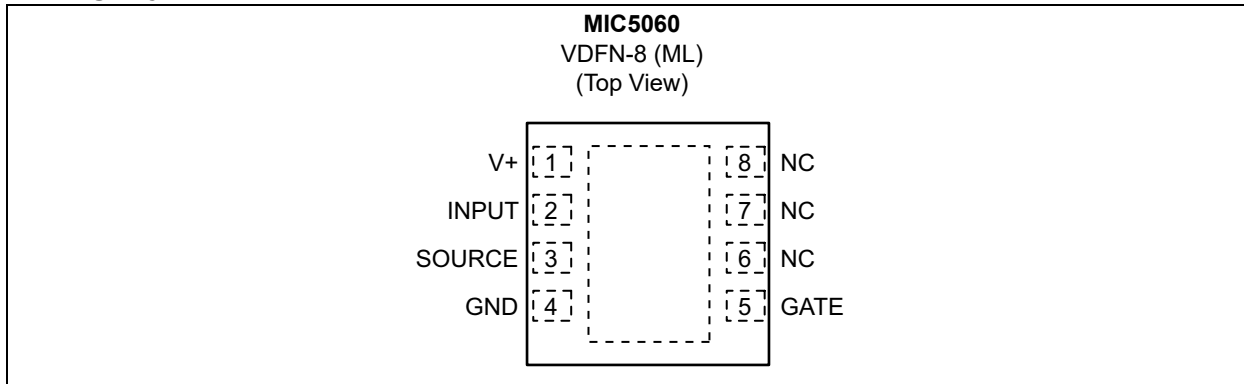 MIC5060
VDFN-8 (ML)
(Top View)
V+ 1 8 NC
INPUT 2 7 NC
SOURCE 3 6 NC
GND 4 5 GATE